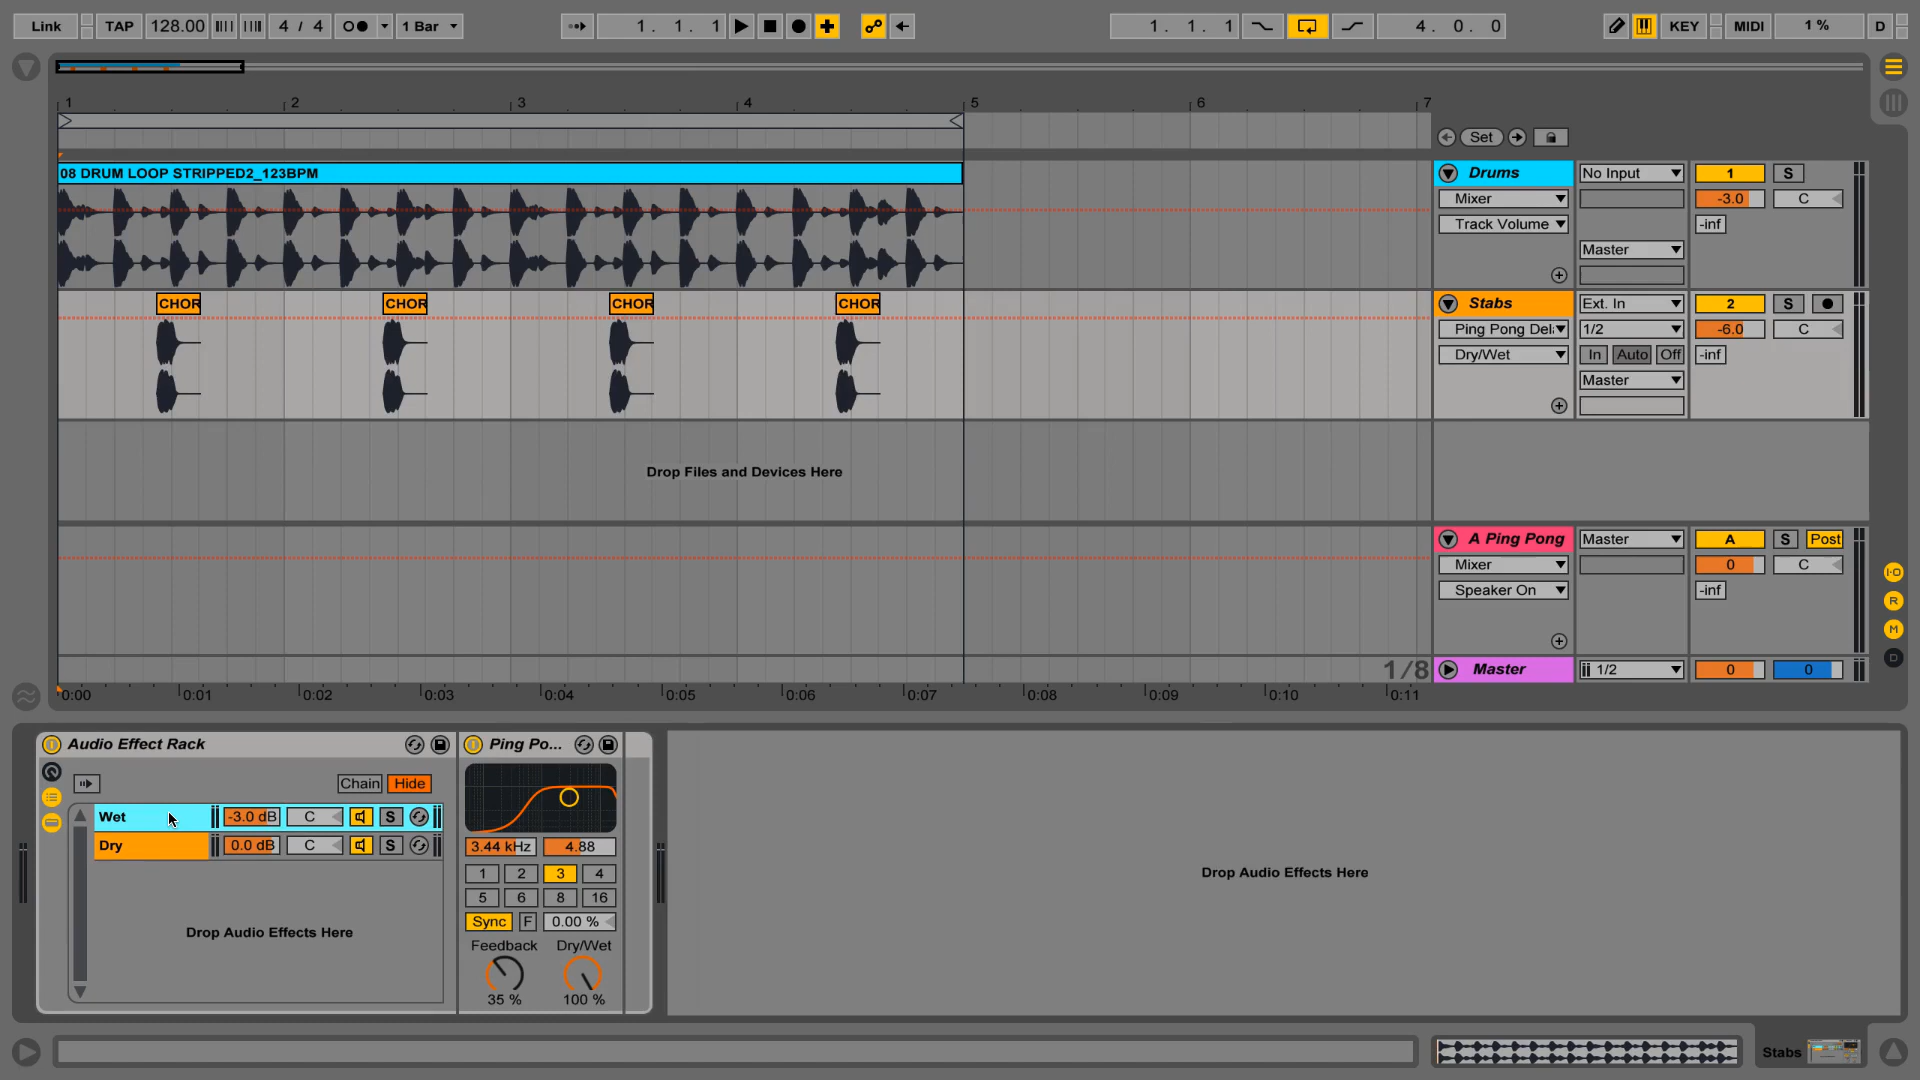 Link TAP 128.00 4 / 4 1 Bar 1. 1. 1 1. 1. 1 4. 0. 0 KEY MIDI 1 % D
1 2 3 4 5 6 7
Set
08 DRUM LOOP STRIPPED2_123BPM
Drums No Input 1 S
Mixer -3.0 C
Track Volume -inf
Master
CHOR CHOR CHOR CHOR
Stabs Ext. In 2 S
Ping Pong Del 1/2 -6.0 C
Dry/Wet In Auto Off -inf
Master
Drop Files and Devices Here
A Ping Pong Master A S Post
Mixer 0 C
Speaker On -inf
I·O
R
M
D
1/8 Master 1/2 0 0
0:00 0:01 0:02 0:03 0:04 0:05 0:06 0:07 0:08 0:09 0:10 0:11
Audio Effect Rack
Chain Hide
Wet -3.0 dB C S
Dry 0.0 dB C S
Drop Audio Effects Here
Ping Po...
3.44 kHz 4.88
1 2 3 4
5 6 8 16
Sync F 0.00 %
Feedback Dry/Wet
35 % 100 %
Drop Audio Effects Here
Stabs